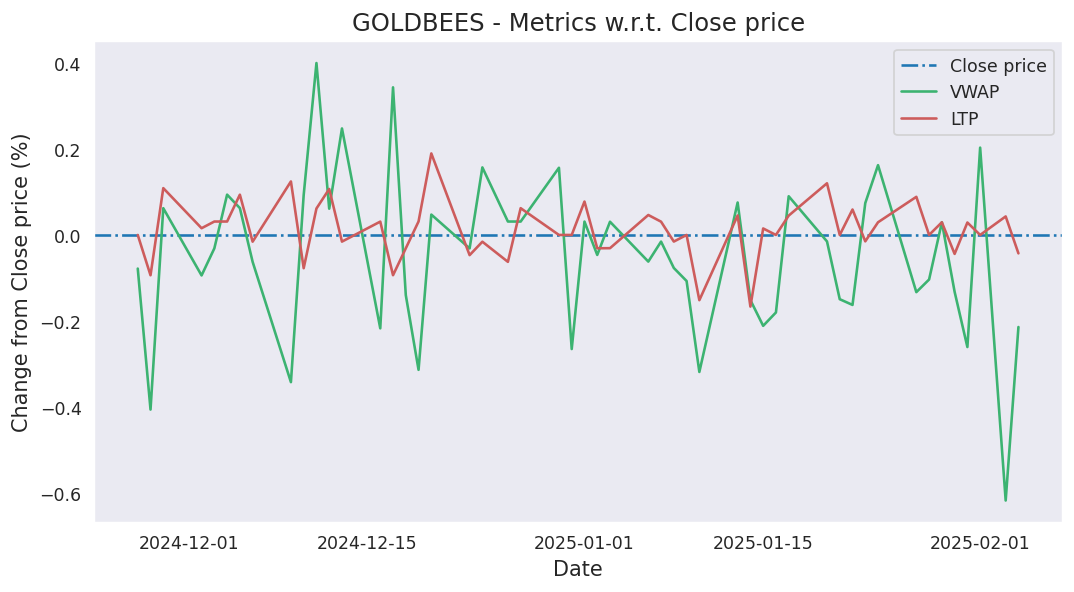 GOLDBEES - Metrics w.r.t. Close price
Close price
VWAP
LTP
Change from Close price (%)
0.4
0.2
0.0
−0.2
−0.4
−0.6
2024-12-01 2024-12-15 2025-01-01 2025-01-15 2025-02-01
Date